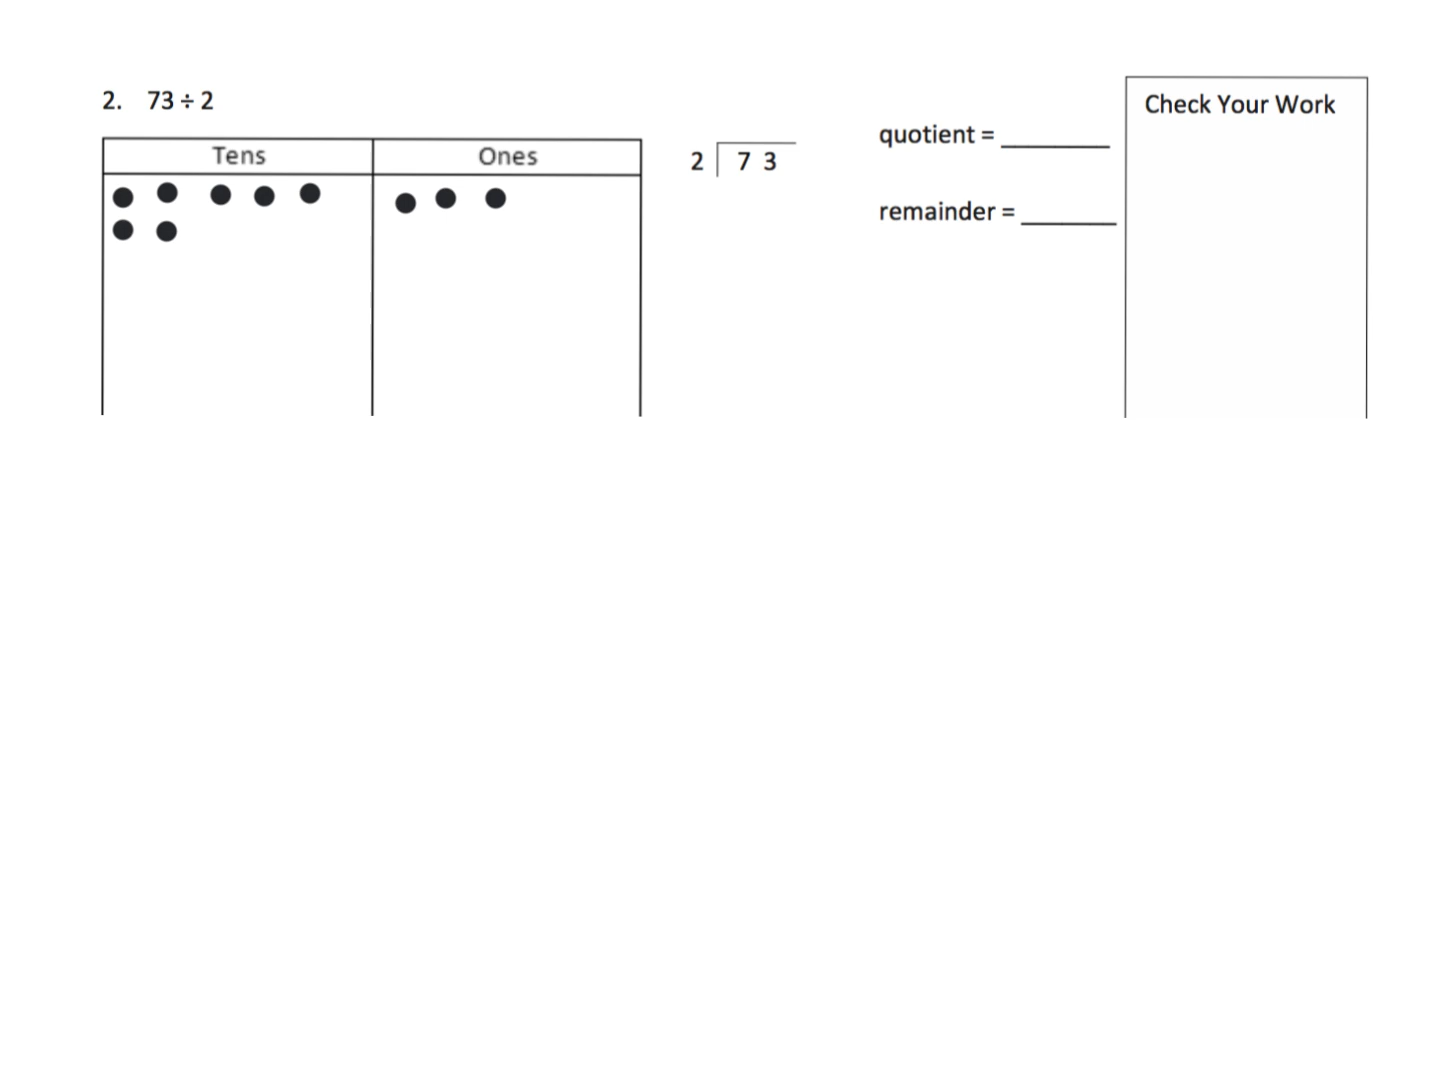 2. 73 ÷ 2
Tens Ones
2 7 3
quotient = ________
remainder = _______
Check Your Work